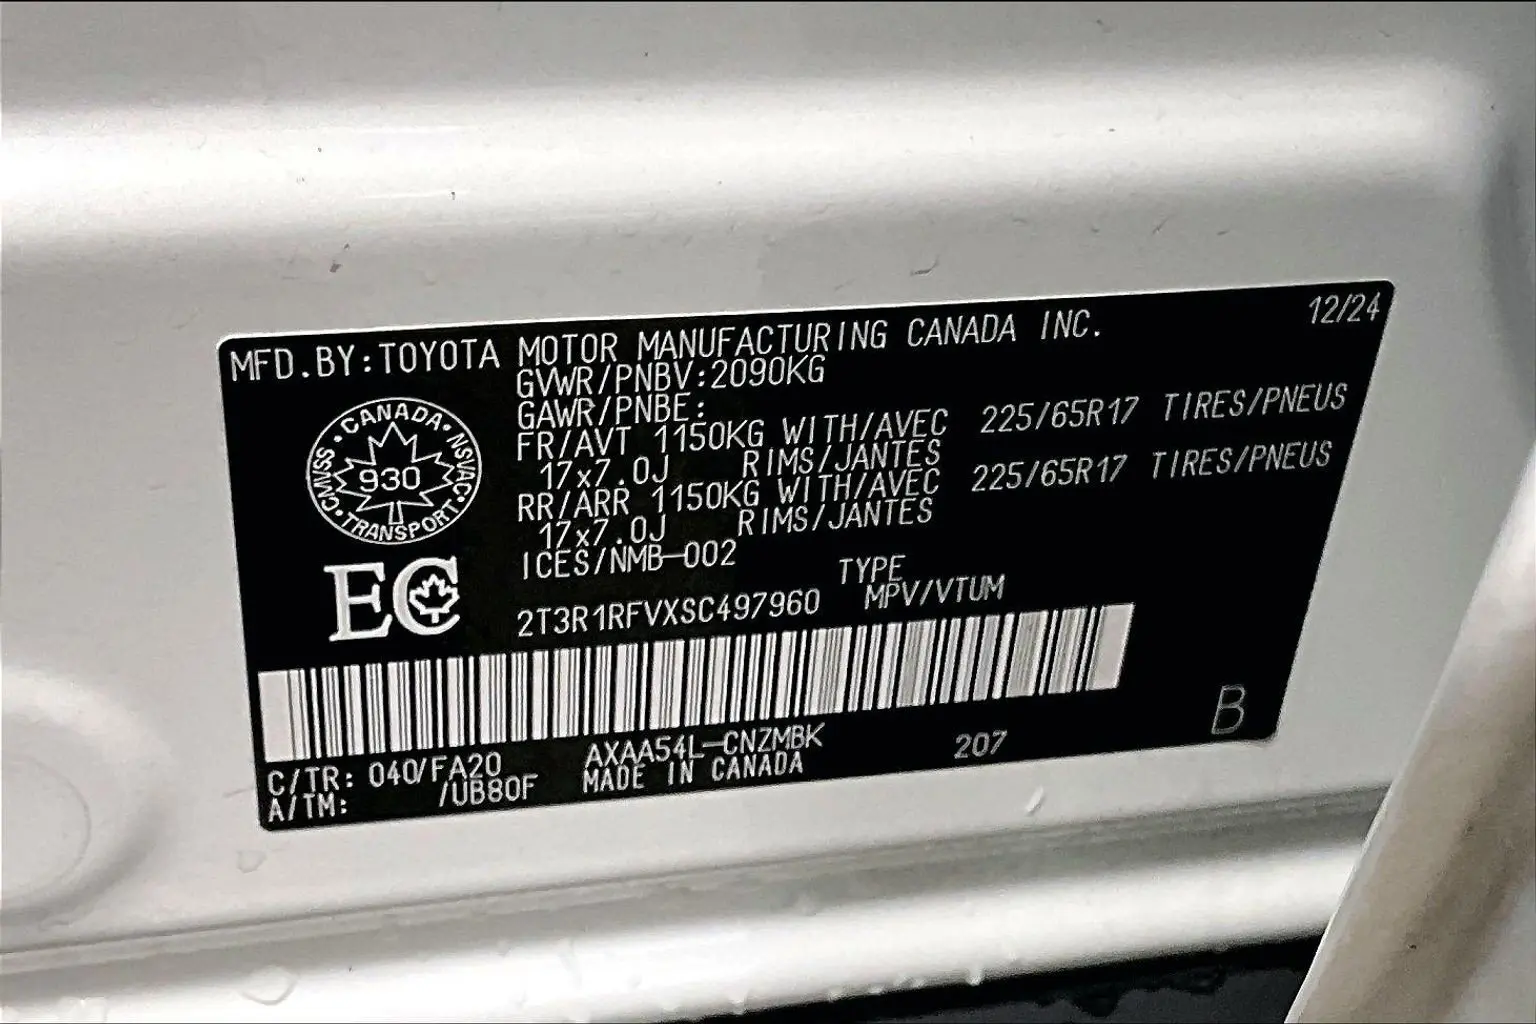 MFD.BY:TOYOTA MOTOR MANUFACTURING CANADA INC. 12/24
GVWR/PNBV:2090KG
GAWR/PNBE:
FR/AVT 1150KG WITH/AVEC 225/65R17 TIRES/PNEUS
17x7.0J RIMS/JANTES
RR/ARR 1150KG WITH/AVEC 225/65R17 TIRES/PNEUS
17x7.0J RIMS/JANTES
ICES/NMB-002
CANADA · NSVAC · TRANSPORT · CMVSS ·
930
EC
TYPE
2T3R1RFVXSC497960 MPV/VTUM
C/TR: 040/FA20 AXAA54L-CNZMBK 207 B
A/TM: /UB80F MADE IN CANADA